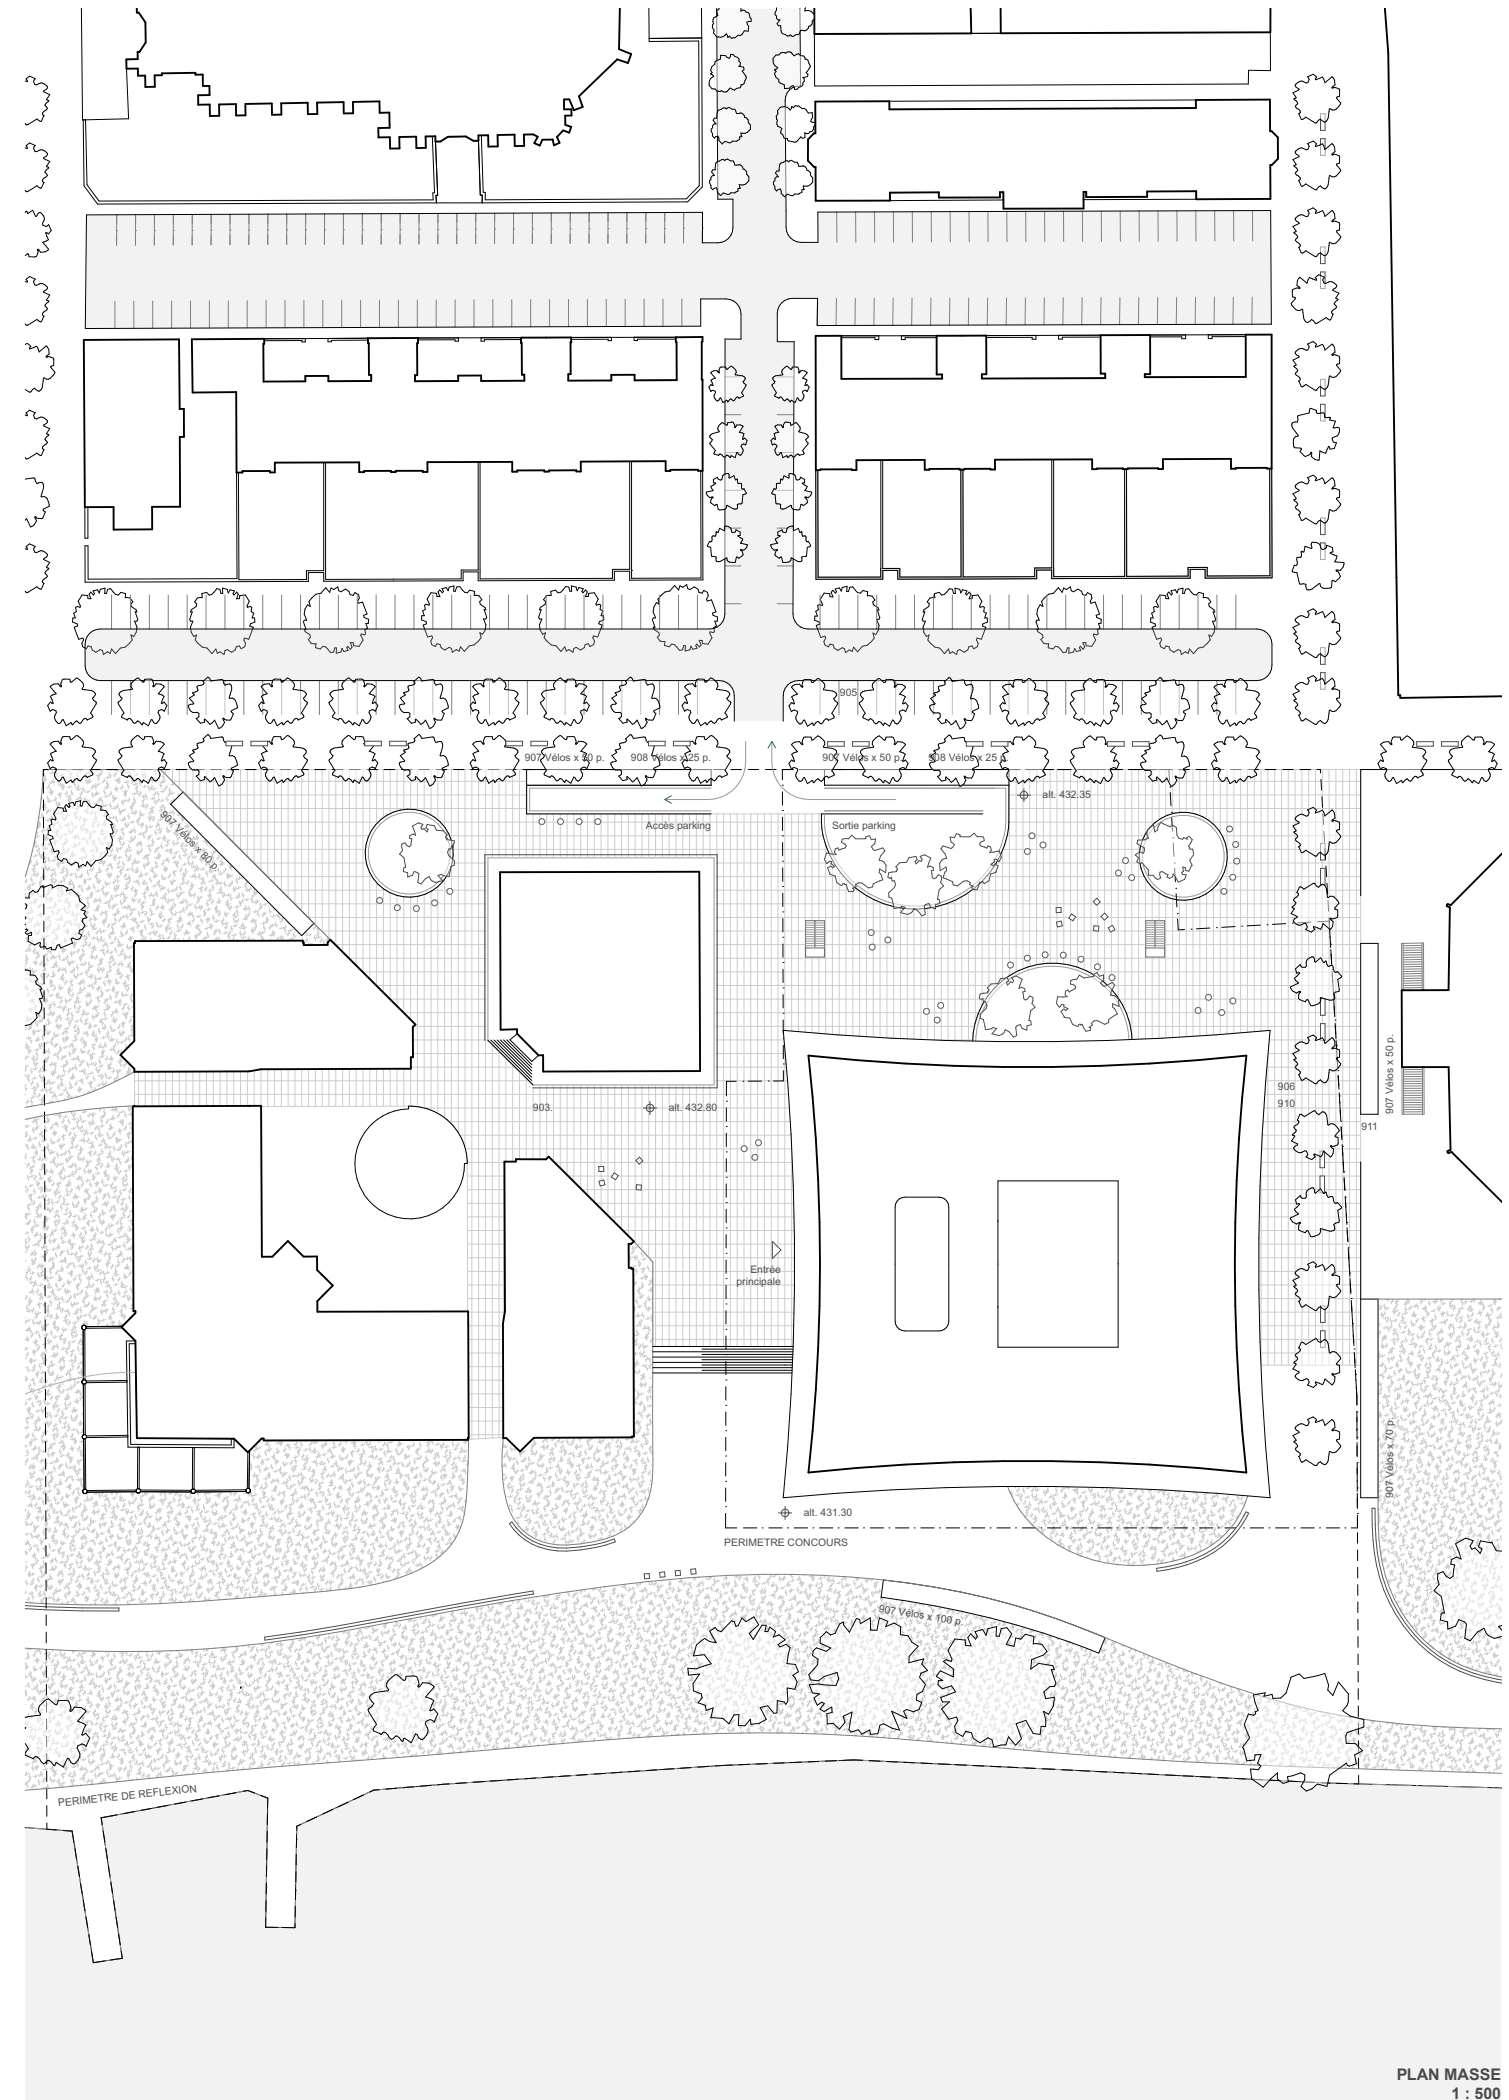 905
907 Vélos x 50 p.
908 Vélos x 25 p.
907 Vélos x 50 p.
908 Vélos x 25 p.
alt. 432.35
Accès parking
Sortie parking
907 Vélos x 80 p.
907 Vélos x 50 p.
906
910
911
903.
alt. 432.80
Entrée
principale
907 Vélos x 70 p.
alt. 431.30
PERIMETRE CONCOURS
907 Vélos x 100 p.
PERIMETRE DE REFLEXION
PLAN MASSE
1 : 500